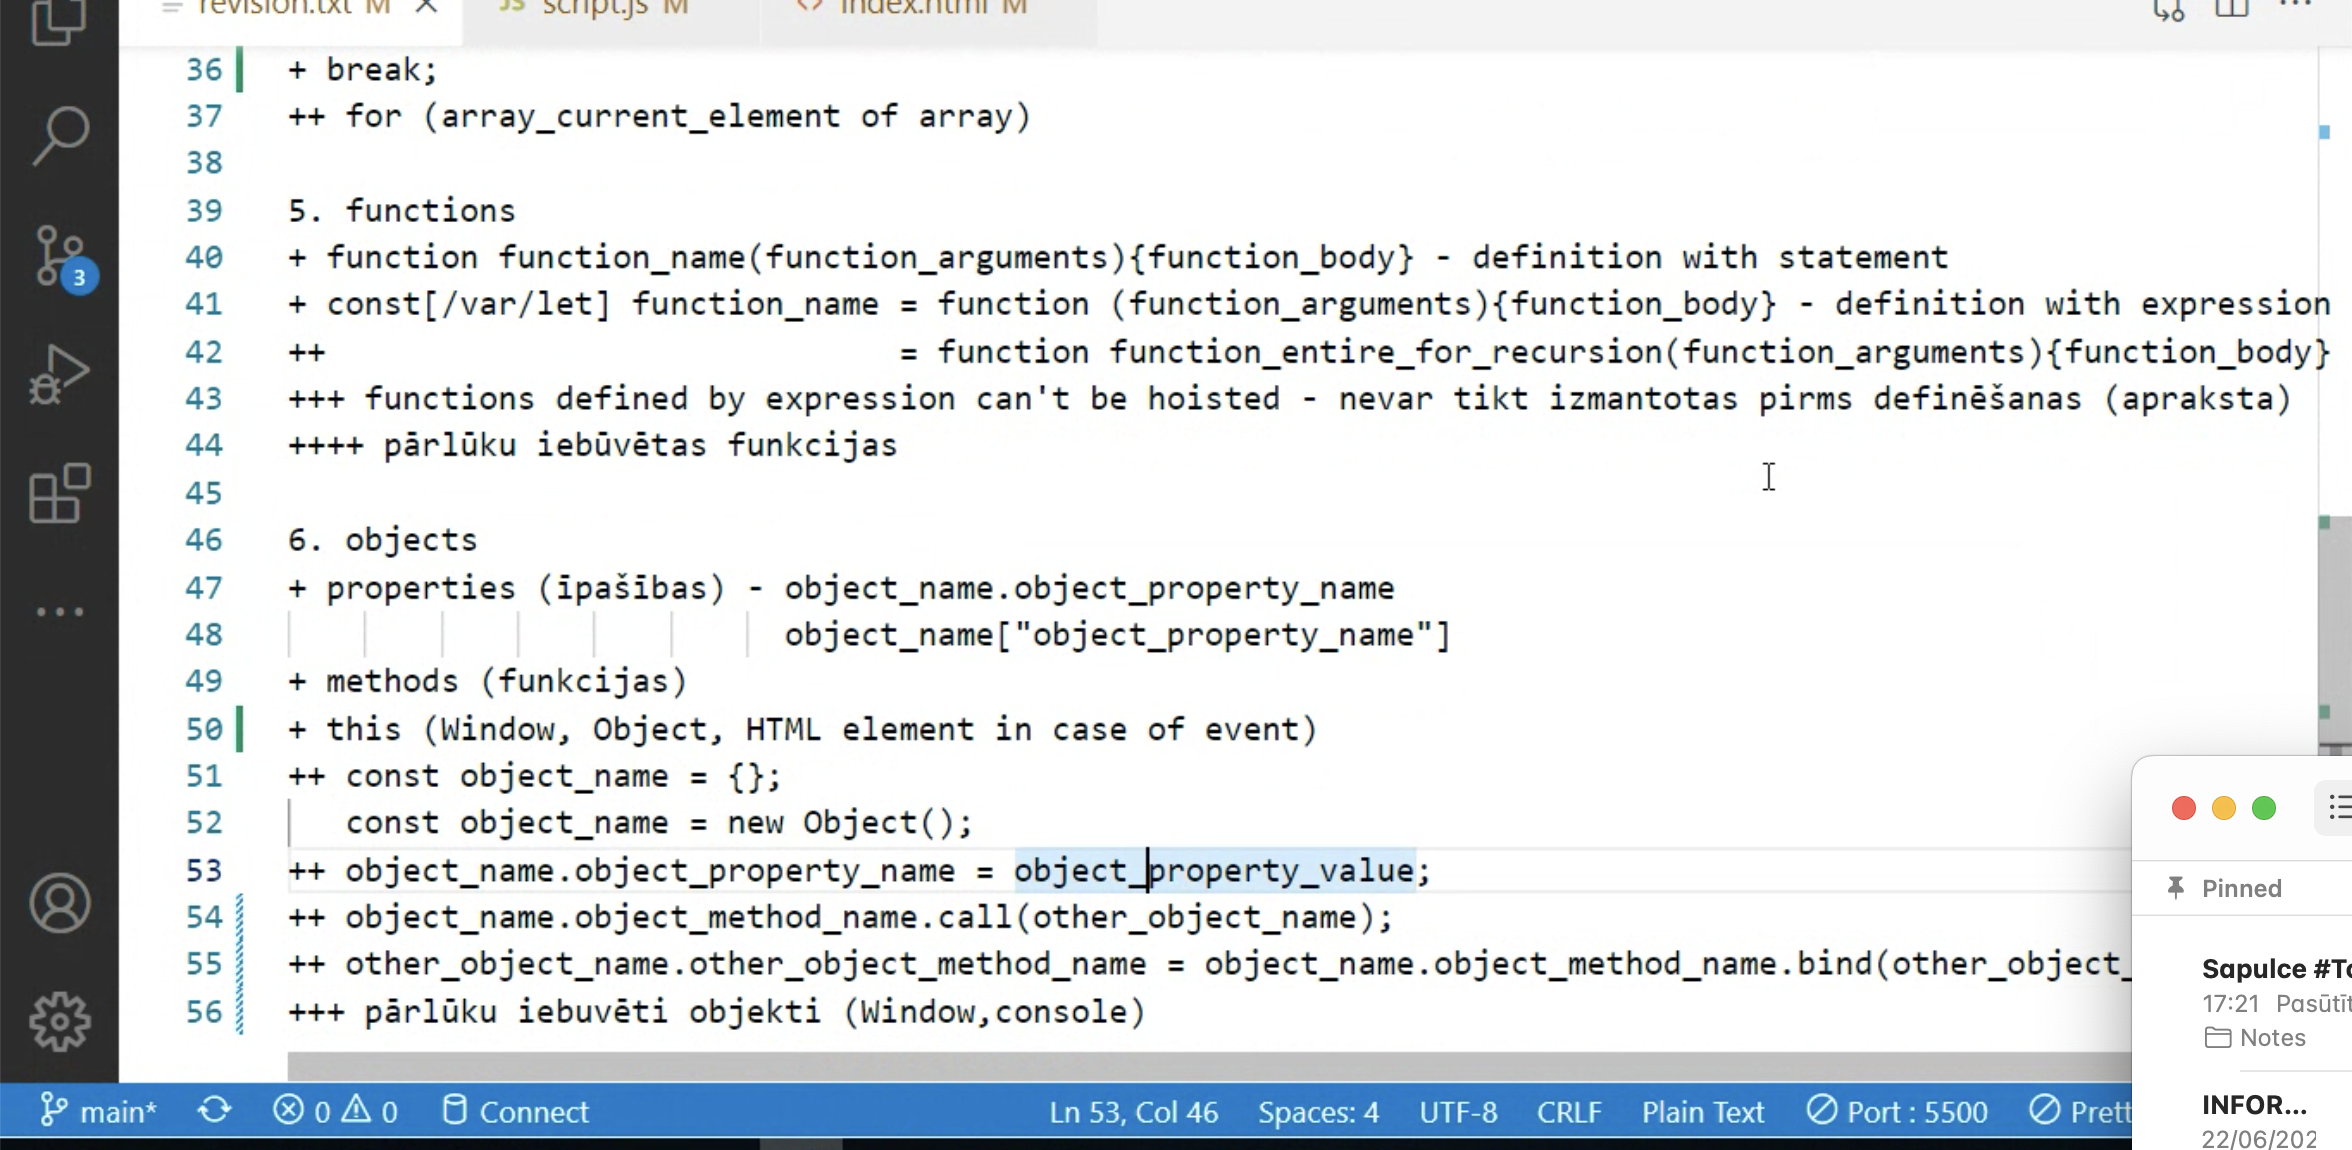 revision.txt M
script.js M
index.html M
36 + break;
37 ++ for (array_current_element of array)
38
39 5. functions
40 + function function_name(function_arguments){function_body} - definition with statement
41 + const[/var/let] function_name = function (function_arguments){function_body} - definition with expression
42 ++ = function function_entire_for_recursion(function_arguments){function_body}
43 +++ functions defined by expression can't be hoisted - nevar tikt izmantotas pirms definēšanas (apraksta)
44 ++++ pārlūku iebūvētas funkcijas
45
46 6. objects
47 + properties (īpašības) - object_name.object_property_name
48 object_name["object_property_name"]
49 + methods (funkcijas)
50 + this (Window, Object, HTML element in case of event)
51 ++ const object_name = {};
52 const object_name = new Object();
53 ++ object_name.object_property_name = object_property_value;
54 ++ object_name.object_method_name.call(other_object_name);
55 ++ other_object_name.other_object_method_name = object_name.object_method_name.bind(other_object_
56 +++ pārlūku iebuvēti objekti (Window,console)
3
Pinned
Sapulce #To
17:21 Pasūtīt
Notes
INFOR...
22/06/202
main* 0 0 Connect Ln 53, Col 46 Spaces: 4 UTF-8 CRLF Plain Text Port : 5500 Prett